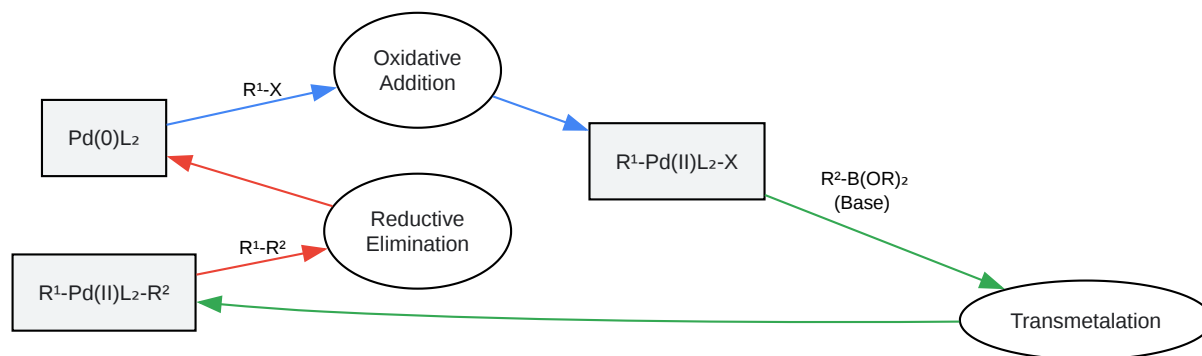 Oxidative
Addition
R¹-X
Pd(0)L₂
R¹-Pd(II)L₂-X
R²-B(OR)₂
(Base)
Reductive
Elimination
R¹-R²
R¹-Pd(II)L₂-R²
Transmetalation